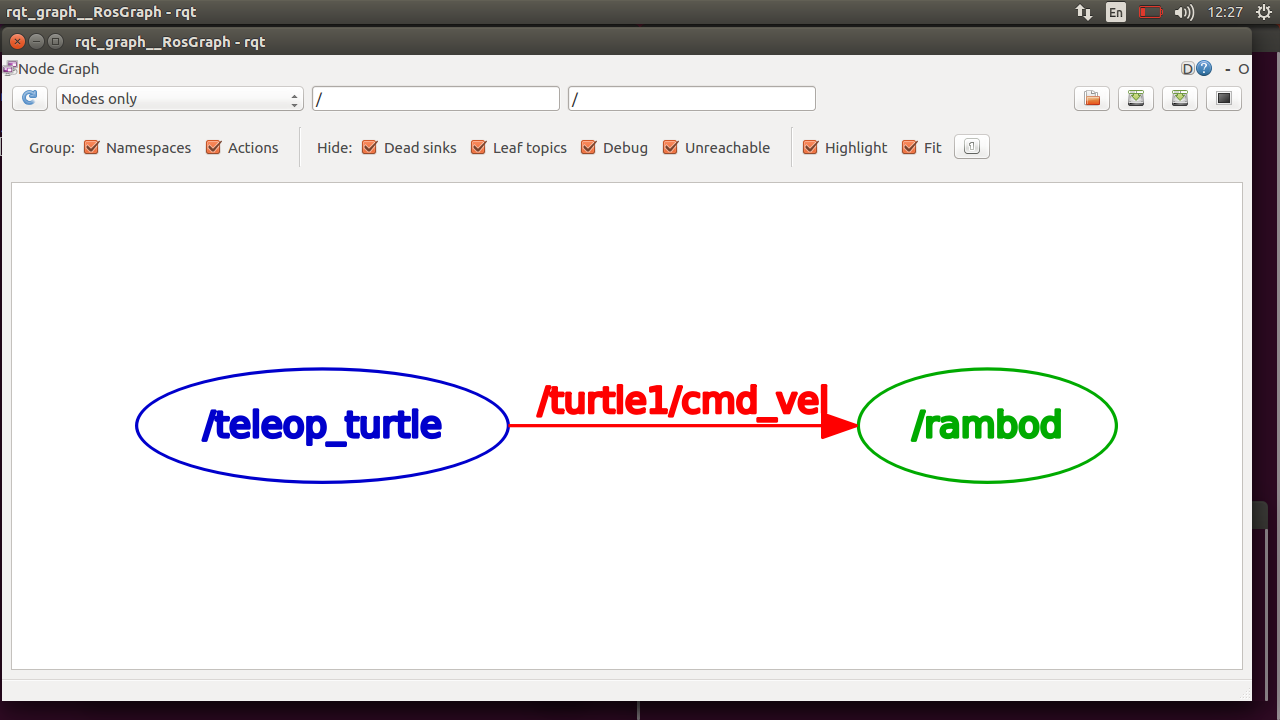 rqt_graph__RosGraph - rqt
En
12:27
rqt_graph__RosGraph - rqt
Node Graph
D ? - O
Nodes only
/
/
Group: Namespaces Actions
Hide: Dead sinks Leaf topics Debug Unreachable
Highlight Fit
/teleop_turtle
/turtle1/cmd_vel
/rambod